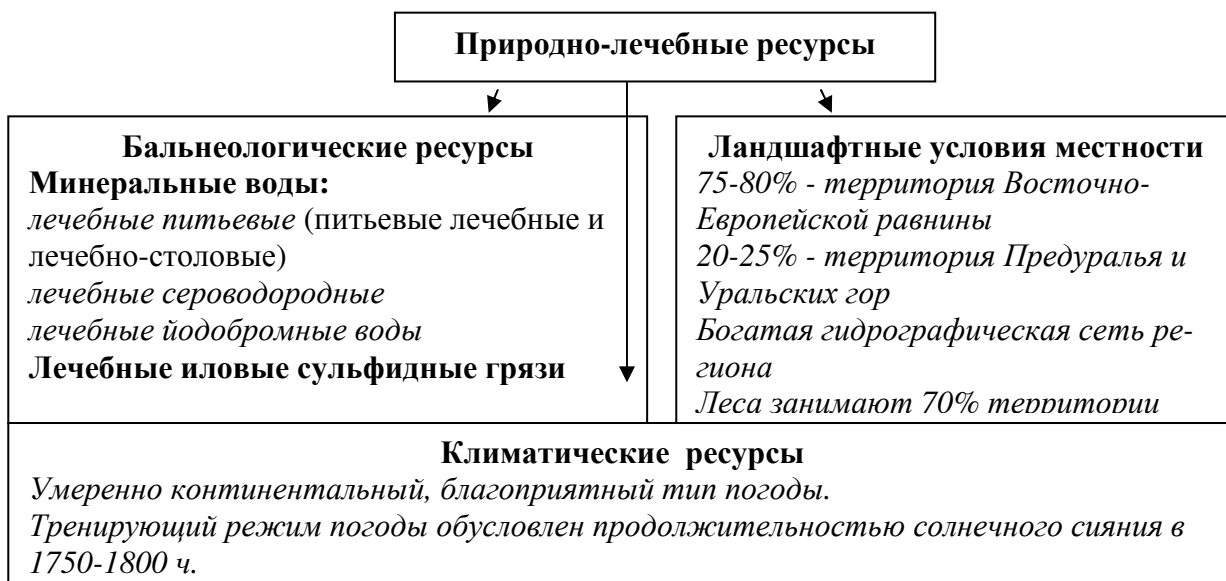 Природно-лечебные ресурсы
Бальнеологические ресурсы
Минеральные воды:
лечебные питьевые (питьевые лечебные и
лечебно-столовые)
лечебные сероводородные
лечебные йодобромные воды
Лечебные иловые сульфидные грязи
Ландшафтные условия местности
75-80% - территория Восточно-
Европейской равнины
20-25% - территория Предуралья и
Уральских гор
Богатая гидрографическая сеть ре-
гиона
Леса занимают 70% территории
Климатические ресурсы
Умеренно континентальный, благоприятный тип погоды.
Тренирующий режим погоды обусловлен продолжительностью солнечного сияния в
1750-1800 ч.